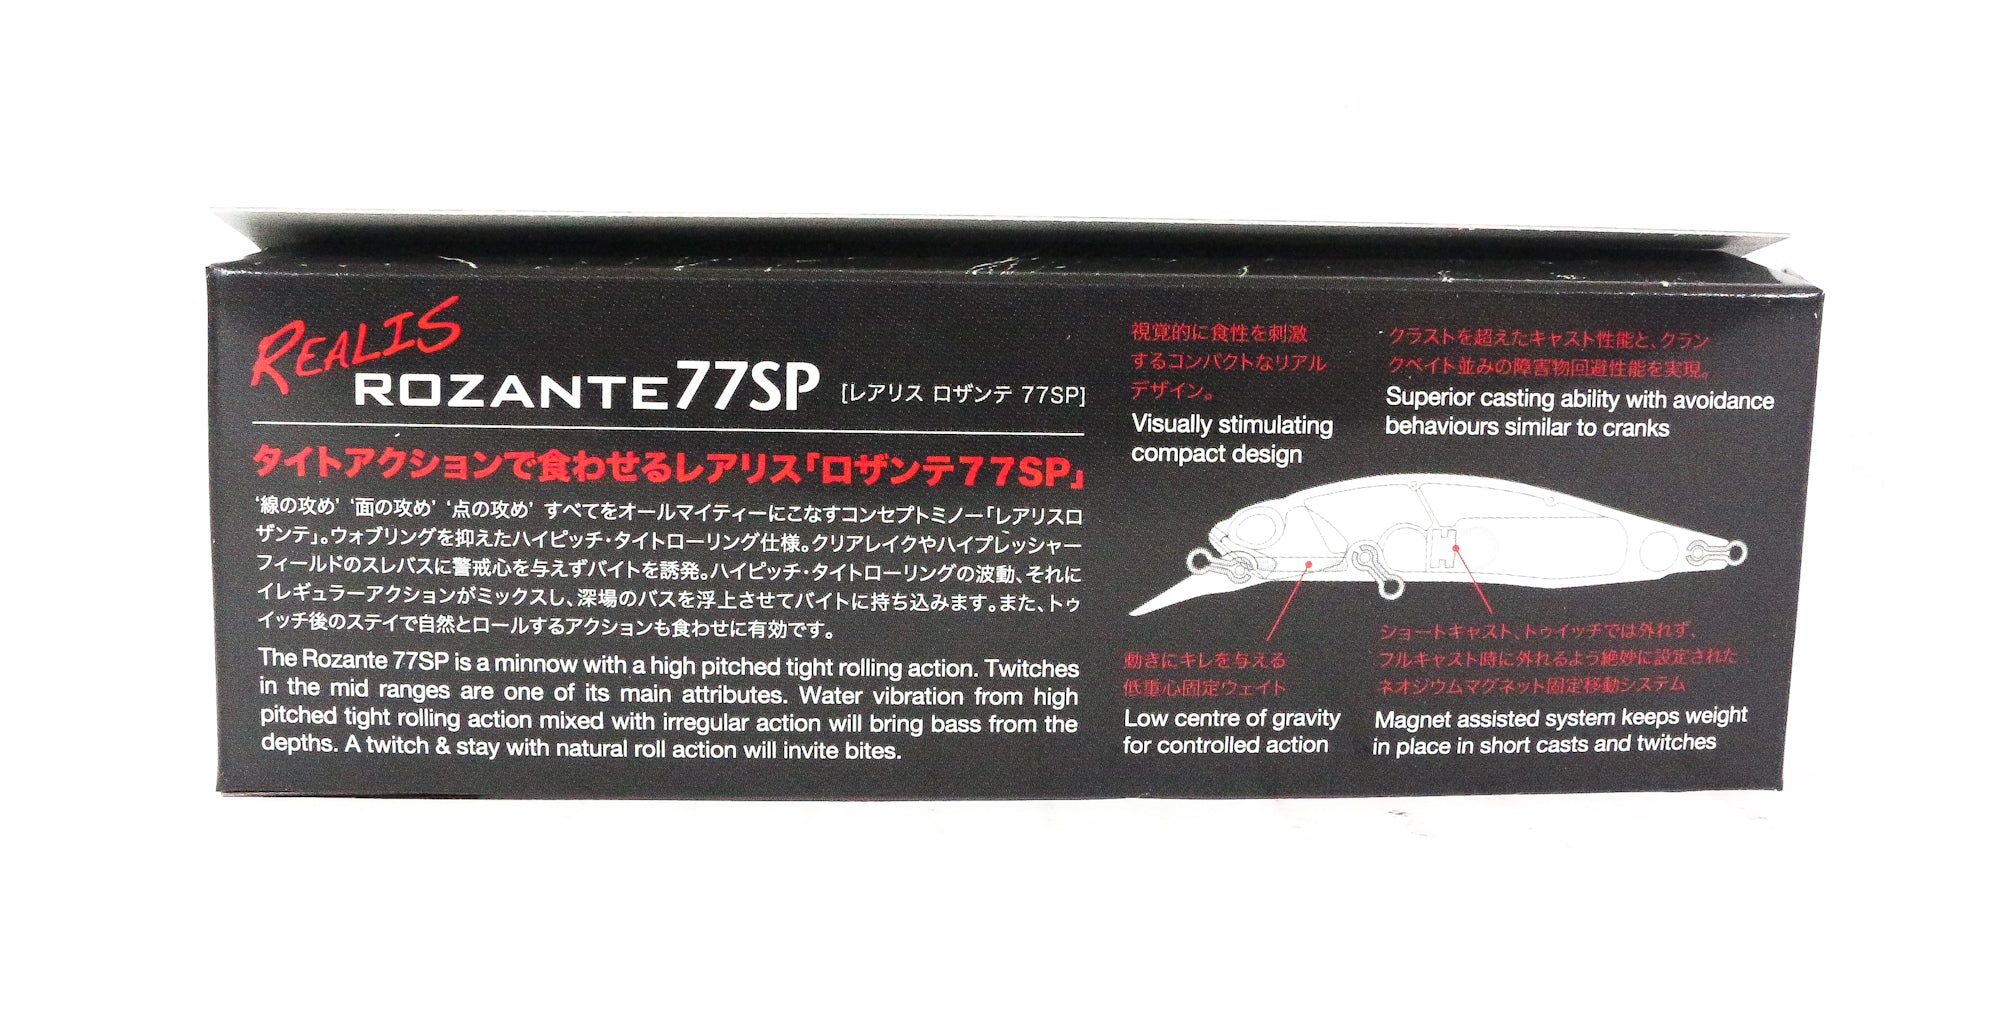 REALIS
ROZANTE 77SP [レアリス ロザンテ 77SP]
タイトアクションで食わせるレアリス「ロザンテ77SP」
‘線の攻め’ ‘面の攻め’ ‘点の攻め’ すべてをオールマイティーにこなすコンセプトミノー「レアリスロ
ザンテ」。ウォブリングを抑えたハイピッチ・タイトローリング仕様。クリアレイクやハイプレッシャー
フィールドのスレバスに警戒心を与えずバイトを誘発。ハイピッチ・タイトローリングの波動、それに
イレギュラーアクションがミックスし、深場のバスを浮上させてバイトに持ち込みます。また、トゥ
イッチ後のステイで自然とロールするアクションも食わせに有効です。
The Rozante 77SP is a minnow with a high pitched tight rolling action. Twitches
in the mid ranges are one of its main attributes. Water vibration from high
pitched tight rolling action mixed with irregular action will bring bass from the
depths. A twitch & stay with natural roll action will invite bites.
視覚的に食性を刺激
するコンパクトなリアル
デザイン。
Visually stimulating
compact design
クラストを超えたキャスト性能と、クラン
クベイト並みの障害物回避性能を実現。
Superior casting ability with avoidance
behaviours similar to cranks
動きにキレを与える
低重心固定ウェイト
Low centre of gravity
for controlled action
ショートキャスト、トゥイッチでは外れず、
フルキャスト時に外れるよう絶妙に設定された
ネオジウムマグネット固定移動システム
Magnet assisted system keeps weight
in place in short casts and twitches